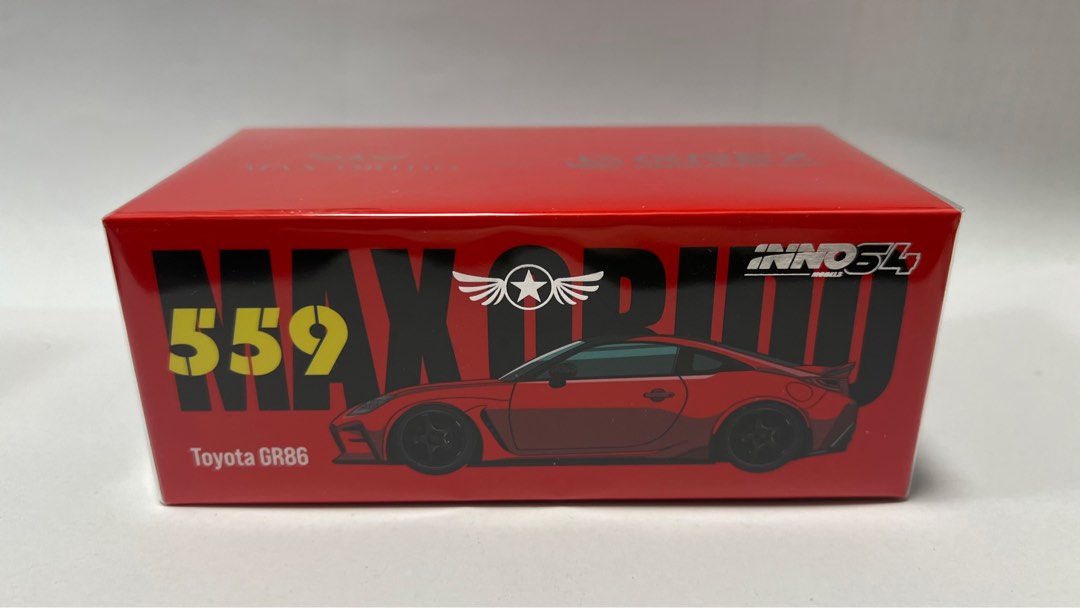 MAX ORIDO
INNO64
MODELS
559
Toyota GR86